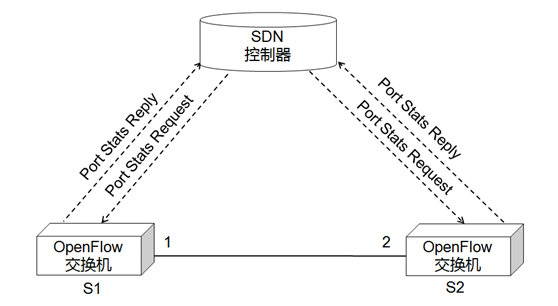 SDN
控制器
Port Stats Reply
Port Stats Request
Port Stats Request
Port Stats Reply
OpenFlow
交换机
S1
1
2
OpenFlow
交换机
S2